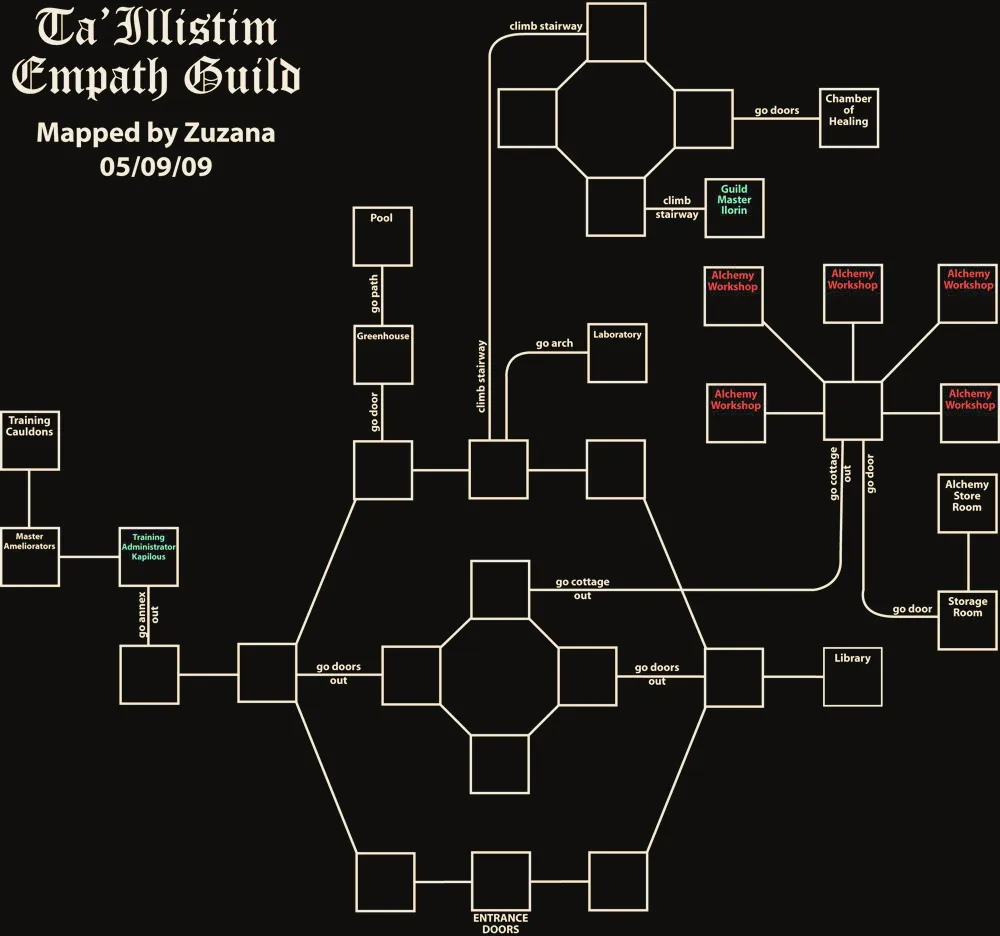 Ta'Illistim
Empath Guild
Mapped by Zuzana
05/09/09
climb stairway
go doors
Chamber
of
Healing
climb
stairway
Guild
Master
Ilorin
Pool
go path
Greenhouse
go door
climb stairway
go arch
Laboratory
Alchemy
Workshop
Alchemy
Workshop
Alchemy
Workshop
Alchemy
Workshop
Alchemy
Workshop
go cottage
out
go door
Alchemy
Store
Room
go door
Storage
Room
Training
Cauldons
Master
Ameliorators
Training
Administrator
Kapilous
go annex
out
go cottage
out
go doors
out
go doors
out
Library
ENTRANCE
DOORS